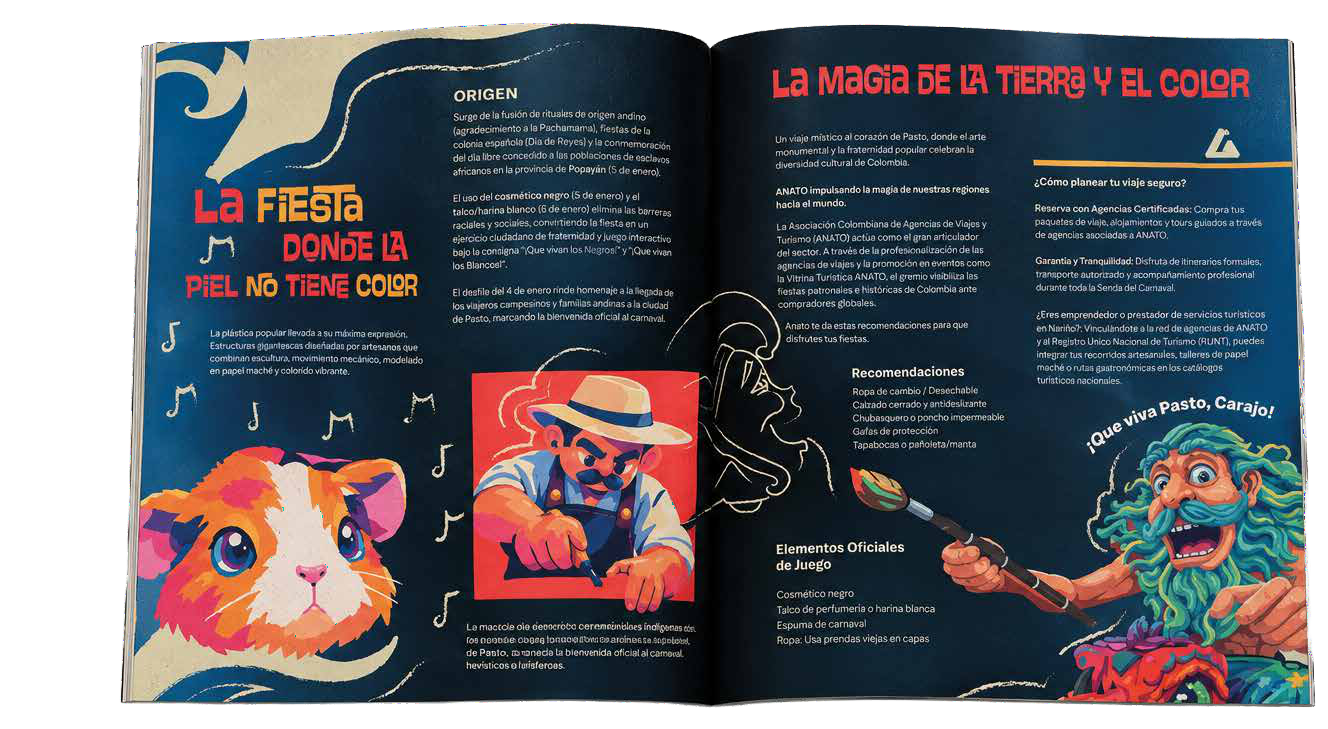 LA FIESTA
DONDE LA
PIEL NO TIENE COLOR
La plástica popular llevada a su máxima expresión.
Estructuras gigantescas diseñadas por artesanos que
combinan escultura, movimiento mecánico, modelado
en papel maché y colorido vibrante.
ORIGEN
Surge de la fusión de rituales de origen andino
(agradecimiento a la Pachamama), fiestas de la
colonia española (Día de Reyes) y la conmemoración
del día libre concedido a las poblaciones de esclavos
africanos en la provincia de Popayán (5 de enero).
El uso del cosmético negro (5 de enero) y el
talco/harina blanco (6 de enero) elimina las barreras
raciales y sociales, convirtiendo la fiesta en un
ejercicio ciudadano de fraternidad y juego interactivo
bajo la consigna "¡Que vivan los Negros!" y "¡Que vivan
los Blancos!".
El desfile del 4 de enero rinde homenaje a la llegada de
los viajeros campesinos y familias andinas a la ciudad
de Pasto, marcando la bienvenida oficial al carnaval.
de Pasto, la bienvenida oficial al carnaval.
LA MAGIA DE LA TIERRA Y EL COLOR
Un viaje místico al corazón de Pasto, donde el arte
monumental y la fraternidad popular celebran la
diversidad cultural de Colombia.
ANATO impulsando la magia de nuestras regiones
hacia el mundo.
La Asociación Colombiana de Agencias de Viajes y
Turismo (ANATO) actúa como el gran articulador
del sector. A través de la profesionalización de las
agencias de viajes y la promoción en eventos como
la Vitrina Turística ANATO, el gremio visibiliza las
fiestas patronales e históricas de Colombia ante
compradores globales.
Anato te da estas recomendaciones para que
disfrutes tus fiestas.
Recomendaciones
Ropa de cambio / Desechable
Calzado cerrado y antideslizante
Chubasquero o poncho impermeable
Gafas de protección
Tapabocas o pañoleta/manta
Elementos Oficiales
de Juego
Cosmético negro
Talco de perfumería o harina blanca
Espuma de carnaval
Ropa: Usa prendas viejas en capas
¿Cómo planear tu viaje seguro?
Reserva con Agencias Certificadas: Compra tus
paquetes de viaje, alojamientos y tours guiados a través
de agencias asociadas a ANATO.
Garantía y Tranquilidad: Disfruta de itinerarios formales,
transporte autorizado y acompañamiento profesional
durante toda la Senda del Carnaval.
¿Eres emprendedor o prestador de servicios turísticos
en Nariño?: Vinculándote a la red de agencias de ANATO
y al Registro Único Nacional de Turismo (RUNT), puedes
integrar tus recorridos artesanales, talleres de papel
maché o rutas gastronómicas en los catálogos
turísticos nacionales.
¡Que viva Pasto, Carajo!